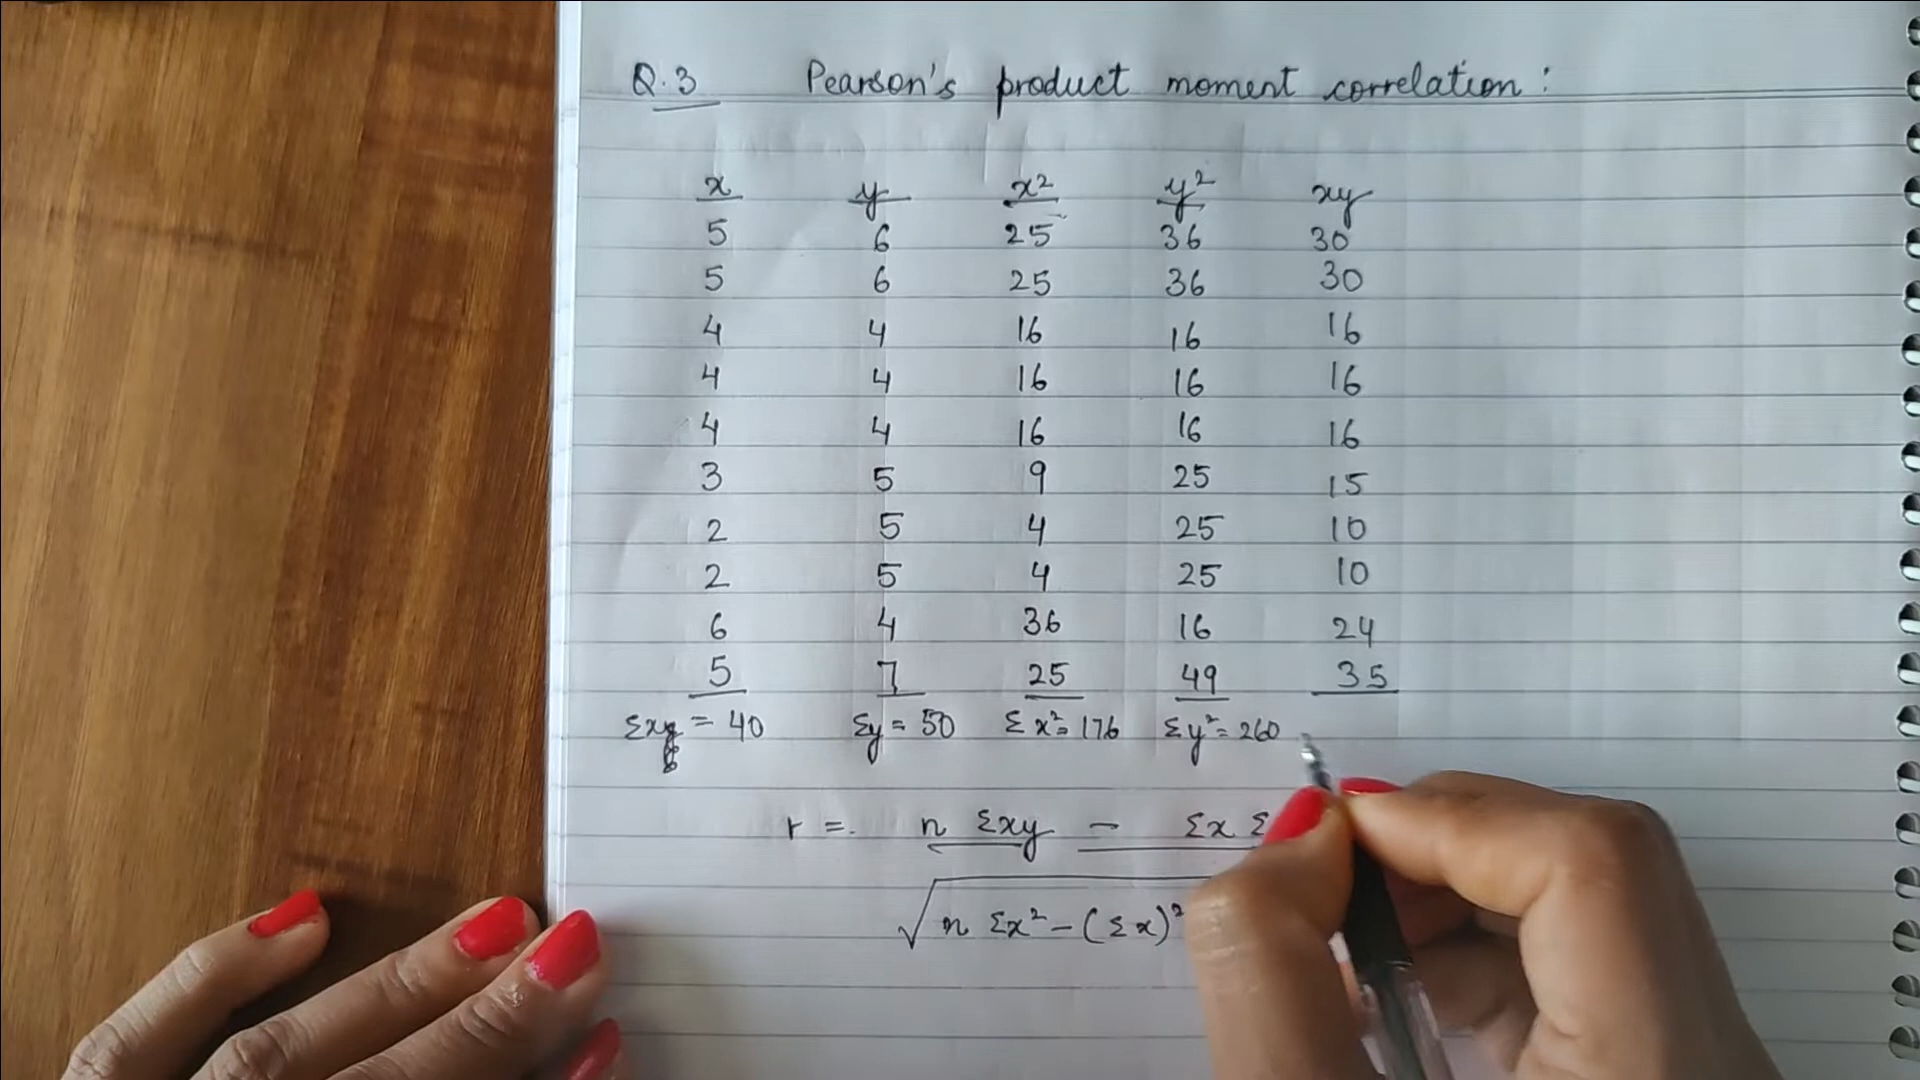 Q.3 Pearson's product moment correlation :
x y x² y² xy
5 6 25 36 30
5 6 25 36 30
4 4 16 16 16
4 4 16 16 16
4 4 16 16 16
3 5 9 25 15
2 5 4 25 10
2 5 4 25 10
6 4 36 16 24
5 7 25 49 35
Σx = 40 Σy = 50 Σx² = 176 Σy² = 260
r = n Σxy − Σx Σ
√ n Σx² − (Σx)²